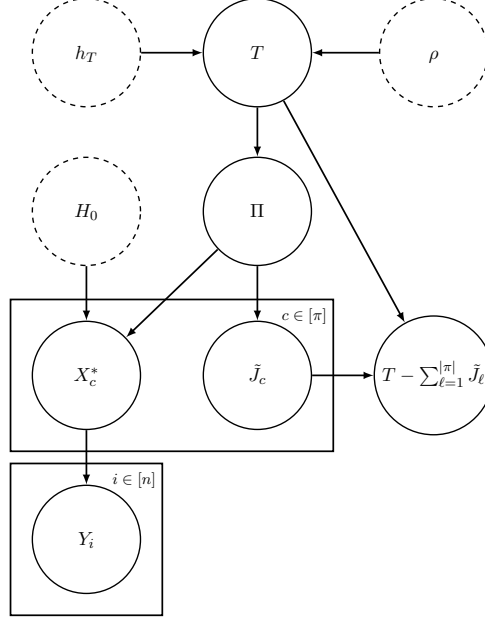 h_T T ρ
H_0 Π
c ∈ [π]
X_c^* J̃_c T − ∑_{ℓ=1}^{|π|} J̃_ℓ
i ∈ [n]
Y_i